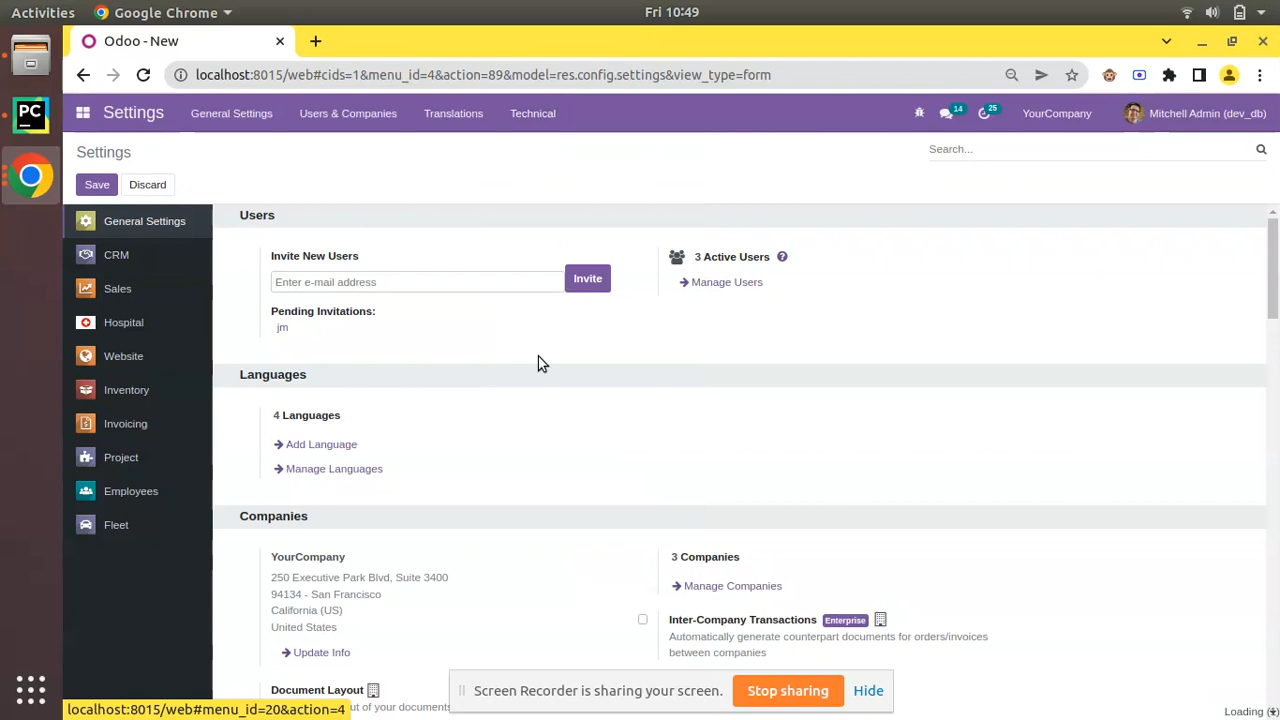 Activities Google Chrome Fri 10:49
Odoo - New
localhost:8015/web#cids=1&menu_id=4&action=89&model=res.config.settings&view_type=form
Settings General Settings Users & Companies Translations Technical 14 25 YourCompany Mitchell Admin (dev_db)
Settings
Search...
Save Discard
General Settings
CRM
Sales
Hospital
Website
Inventory
Invoicing
Project
Employees
Fleet
Users
Invite New Users
Enter e-mail address
Invite
Pending Invitations:
jm
3 Active Users
Manage Users
Languages
4 Languages
Add Language
Manage Languages
Companies
YourCompany
250 Executive Park Blvd, Suite 3400
94134 - San Francisco
California (US)
United States
Update Info
3 Companies
Manage Companies
Inter-Company Transactions Enterprise
Automatically generate counterpart documents for orders/invoices
between companies
Document Layout
out of your documents
Screen Recorder is sharing your screen. Stop sharing Hide
localhost:8015/web#menu_id=20&action=4
PC
Loading